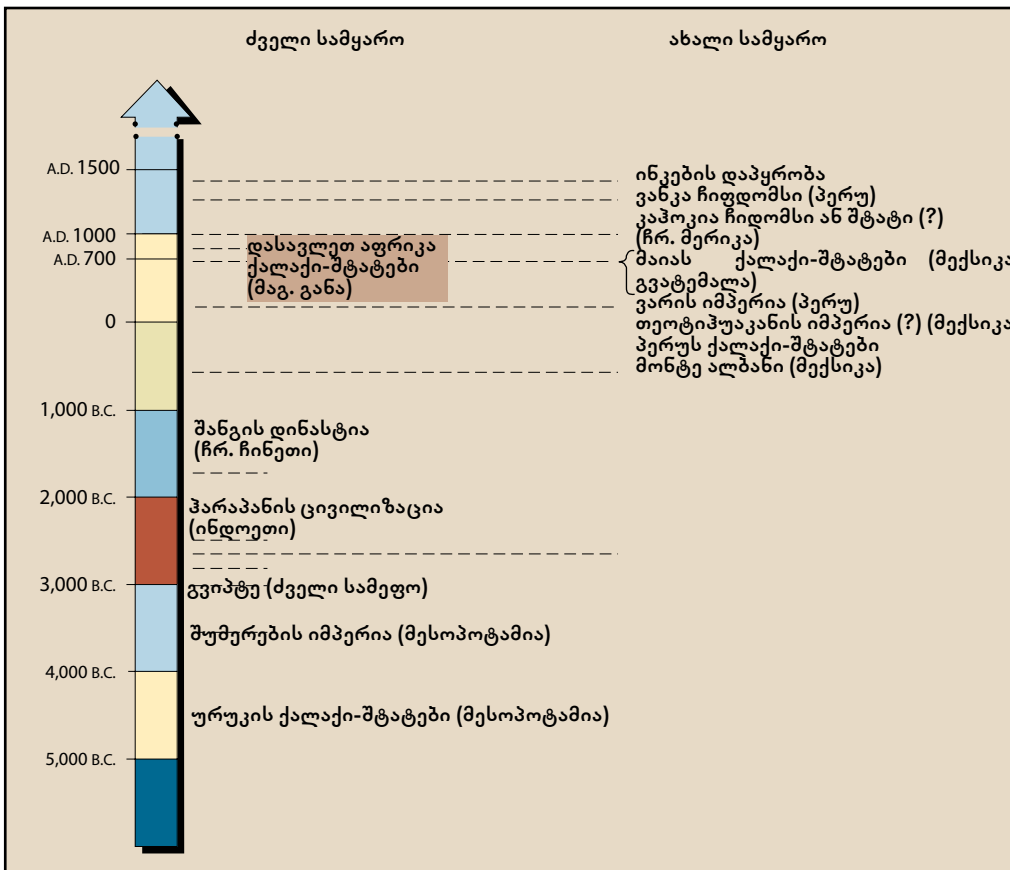 ძველი სამყარო
ახალი სამყარო
A.D. 1500
A.D. 1000
A.D. 700
0
1,000 B.C.
2,000 B.C.
3,000 B.C.
4,000 B.C.
5,000 B.C.
დასავლეთ აფრიკა
ქალაქი-შტატები
(მაგ. განა)
შანგის დინასტია
(ჩრ. ჩინეთი)
ჰარაპანის ცივილიზაცია
(ინდოეთი)
გვიპტე (ძველი სამეფო)
შუმერების იმპერია (მესოპოტამია)
ურუკის ქალაქი-შტატები (მესოპოტამია)
ინკების დაპყრობა
ვანკა ჩიფდომსი (პერუ)
კაჰოკია ჩიდომსი ან შტატი (?)
(ჩრ. მერიკა)
მაიას ქალაქი-შტატები (მექსიკა
გვატემალა)
ვარის იმპერია (პერუ)
თეოტიჰუაკანის იმპერია (?) (მექსიკა
პერუს ქალაქი-შტატები
მონტე ალბანი (მექსიკა)